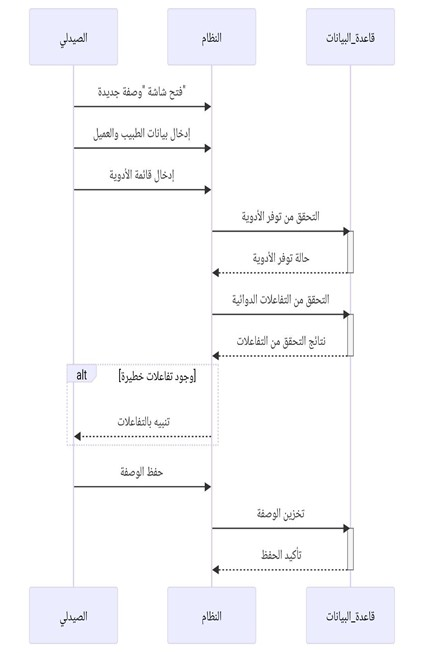 الصيدلي
النظام
قاعدة_البيانات
فتح شاشة "وصفة جديدة"
إدخال بيانات الطبيب والعميل
إدخال قائمة الأدوية
التحقق من توفر الأدوية
حالة توفر الأدوية
التحقق من التفاعلات الدوائية
نتائج التحقق من التفاعلات
alt
[وجود تفاعلات خطيرة]
تنبيه بالتفاعلات
حفظ الوصفة
تخزين الوصفة
تأكيد الحفظ
الصيدلي
النظام
قاعدة_البيانات